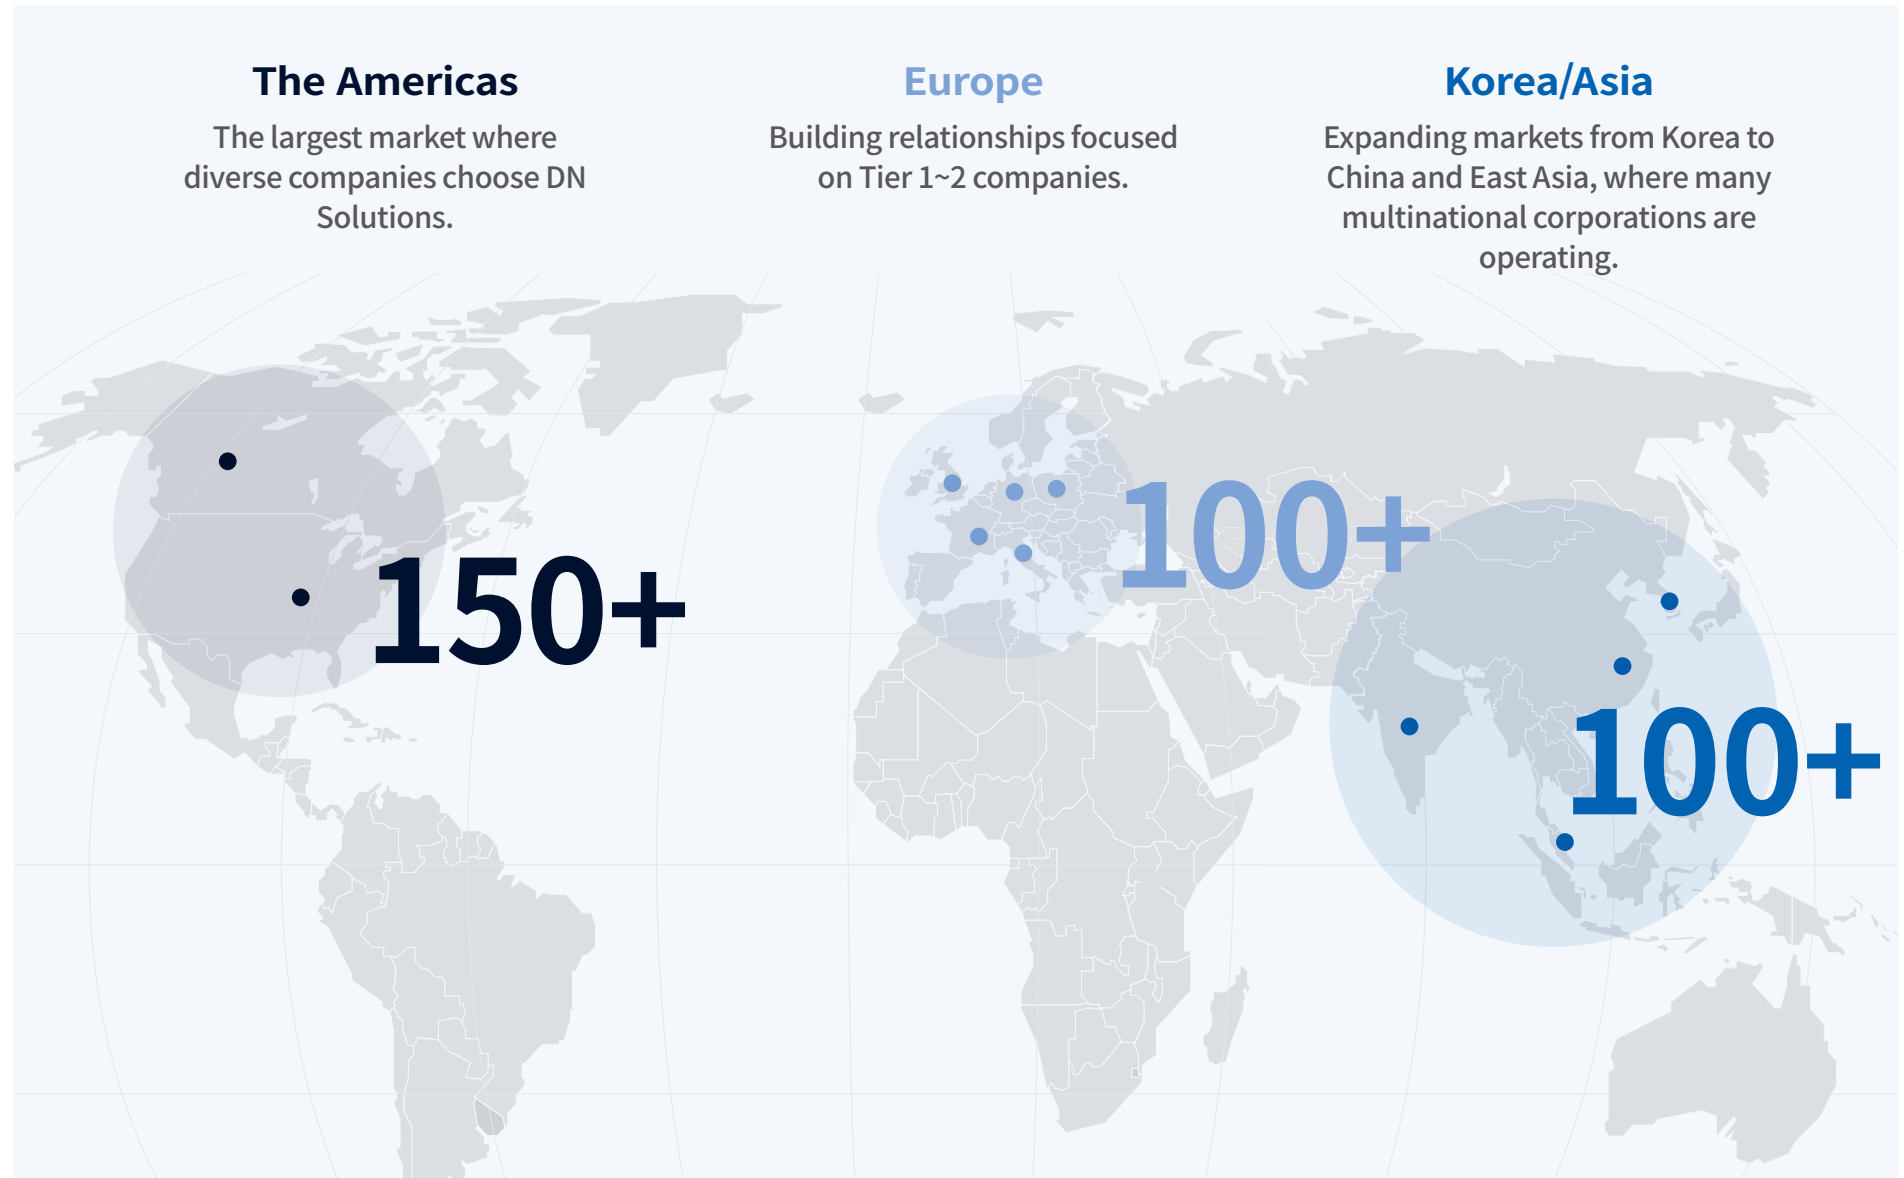 The Americas
The largest market where
diverse companies choose DN
Solutions.
Europe
Building relationships focused
on Tier 1~2 companies.
Korea/Asia
Expanding markets from Korea to
China and East Asia, where many
multinational corporations are
operating.
150+
100+
100+